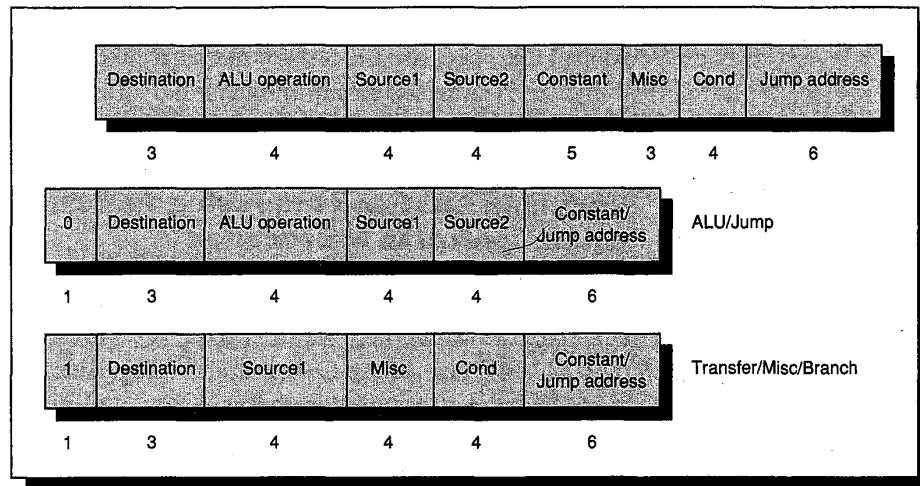 Destination ALU operation Source1 Source2 Constant Misc Cond Jump address
3 4 4 4 5 3 4 6
0 Destination ALU operation Source1 Source2 Constant/
Jump address
ALU/Jump
1 3 4 4 4 6
1 Destination Source1 Misc Cond Constant/
Jump address
Transfer/Misc/Branch
1 3 4 4 4 6